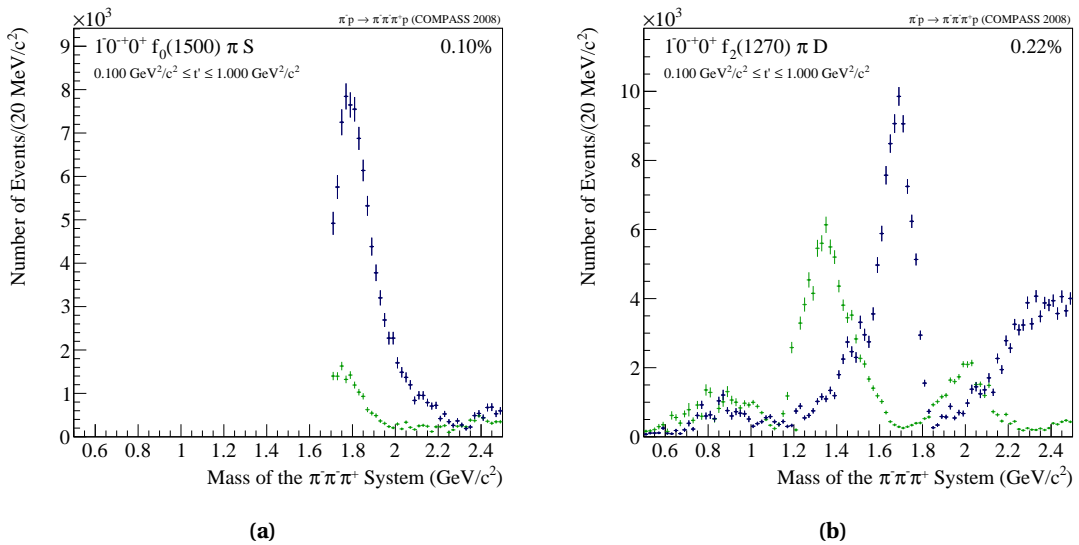 ×10³
π⁻p → π⁻π⁻π⁺p (COMPASS 2008)
1⁻0⁻⁺0⁺ f₀(1500) π S
0.10%
0.100 GeV²/c² ≤ t' ≤ 1.000 GeV²/c²
Number of Events/(20 MeV/c²)
9
8
7
6
5
4
3
2
1
0
0.6 0.8 1 1.2 1.4 1.6 1.8 2 2.2 2.4
Mass of the π⁻π⁻π⁺ System (GeV/c²)
(a)
×10³
π⁻p → π⁻π⁻π⁺p (COMPASS 2008)
1⁻0⁻⁺0⁺ f₂(1270) π D
0.22%
0.100 GeV²/c² ≤ t' ≤ 1.000 GeV²/c²
Number of Events/(20 MeV/c²)
10
8
6
4
2
0
0.6 0.8 1 1.2 1.4 1.6 1.8 2 2.2 2.4
Mass of the π⁻π⁻π⁺ System (GeV/c²)
(b)